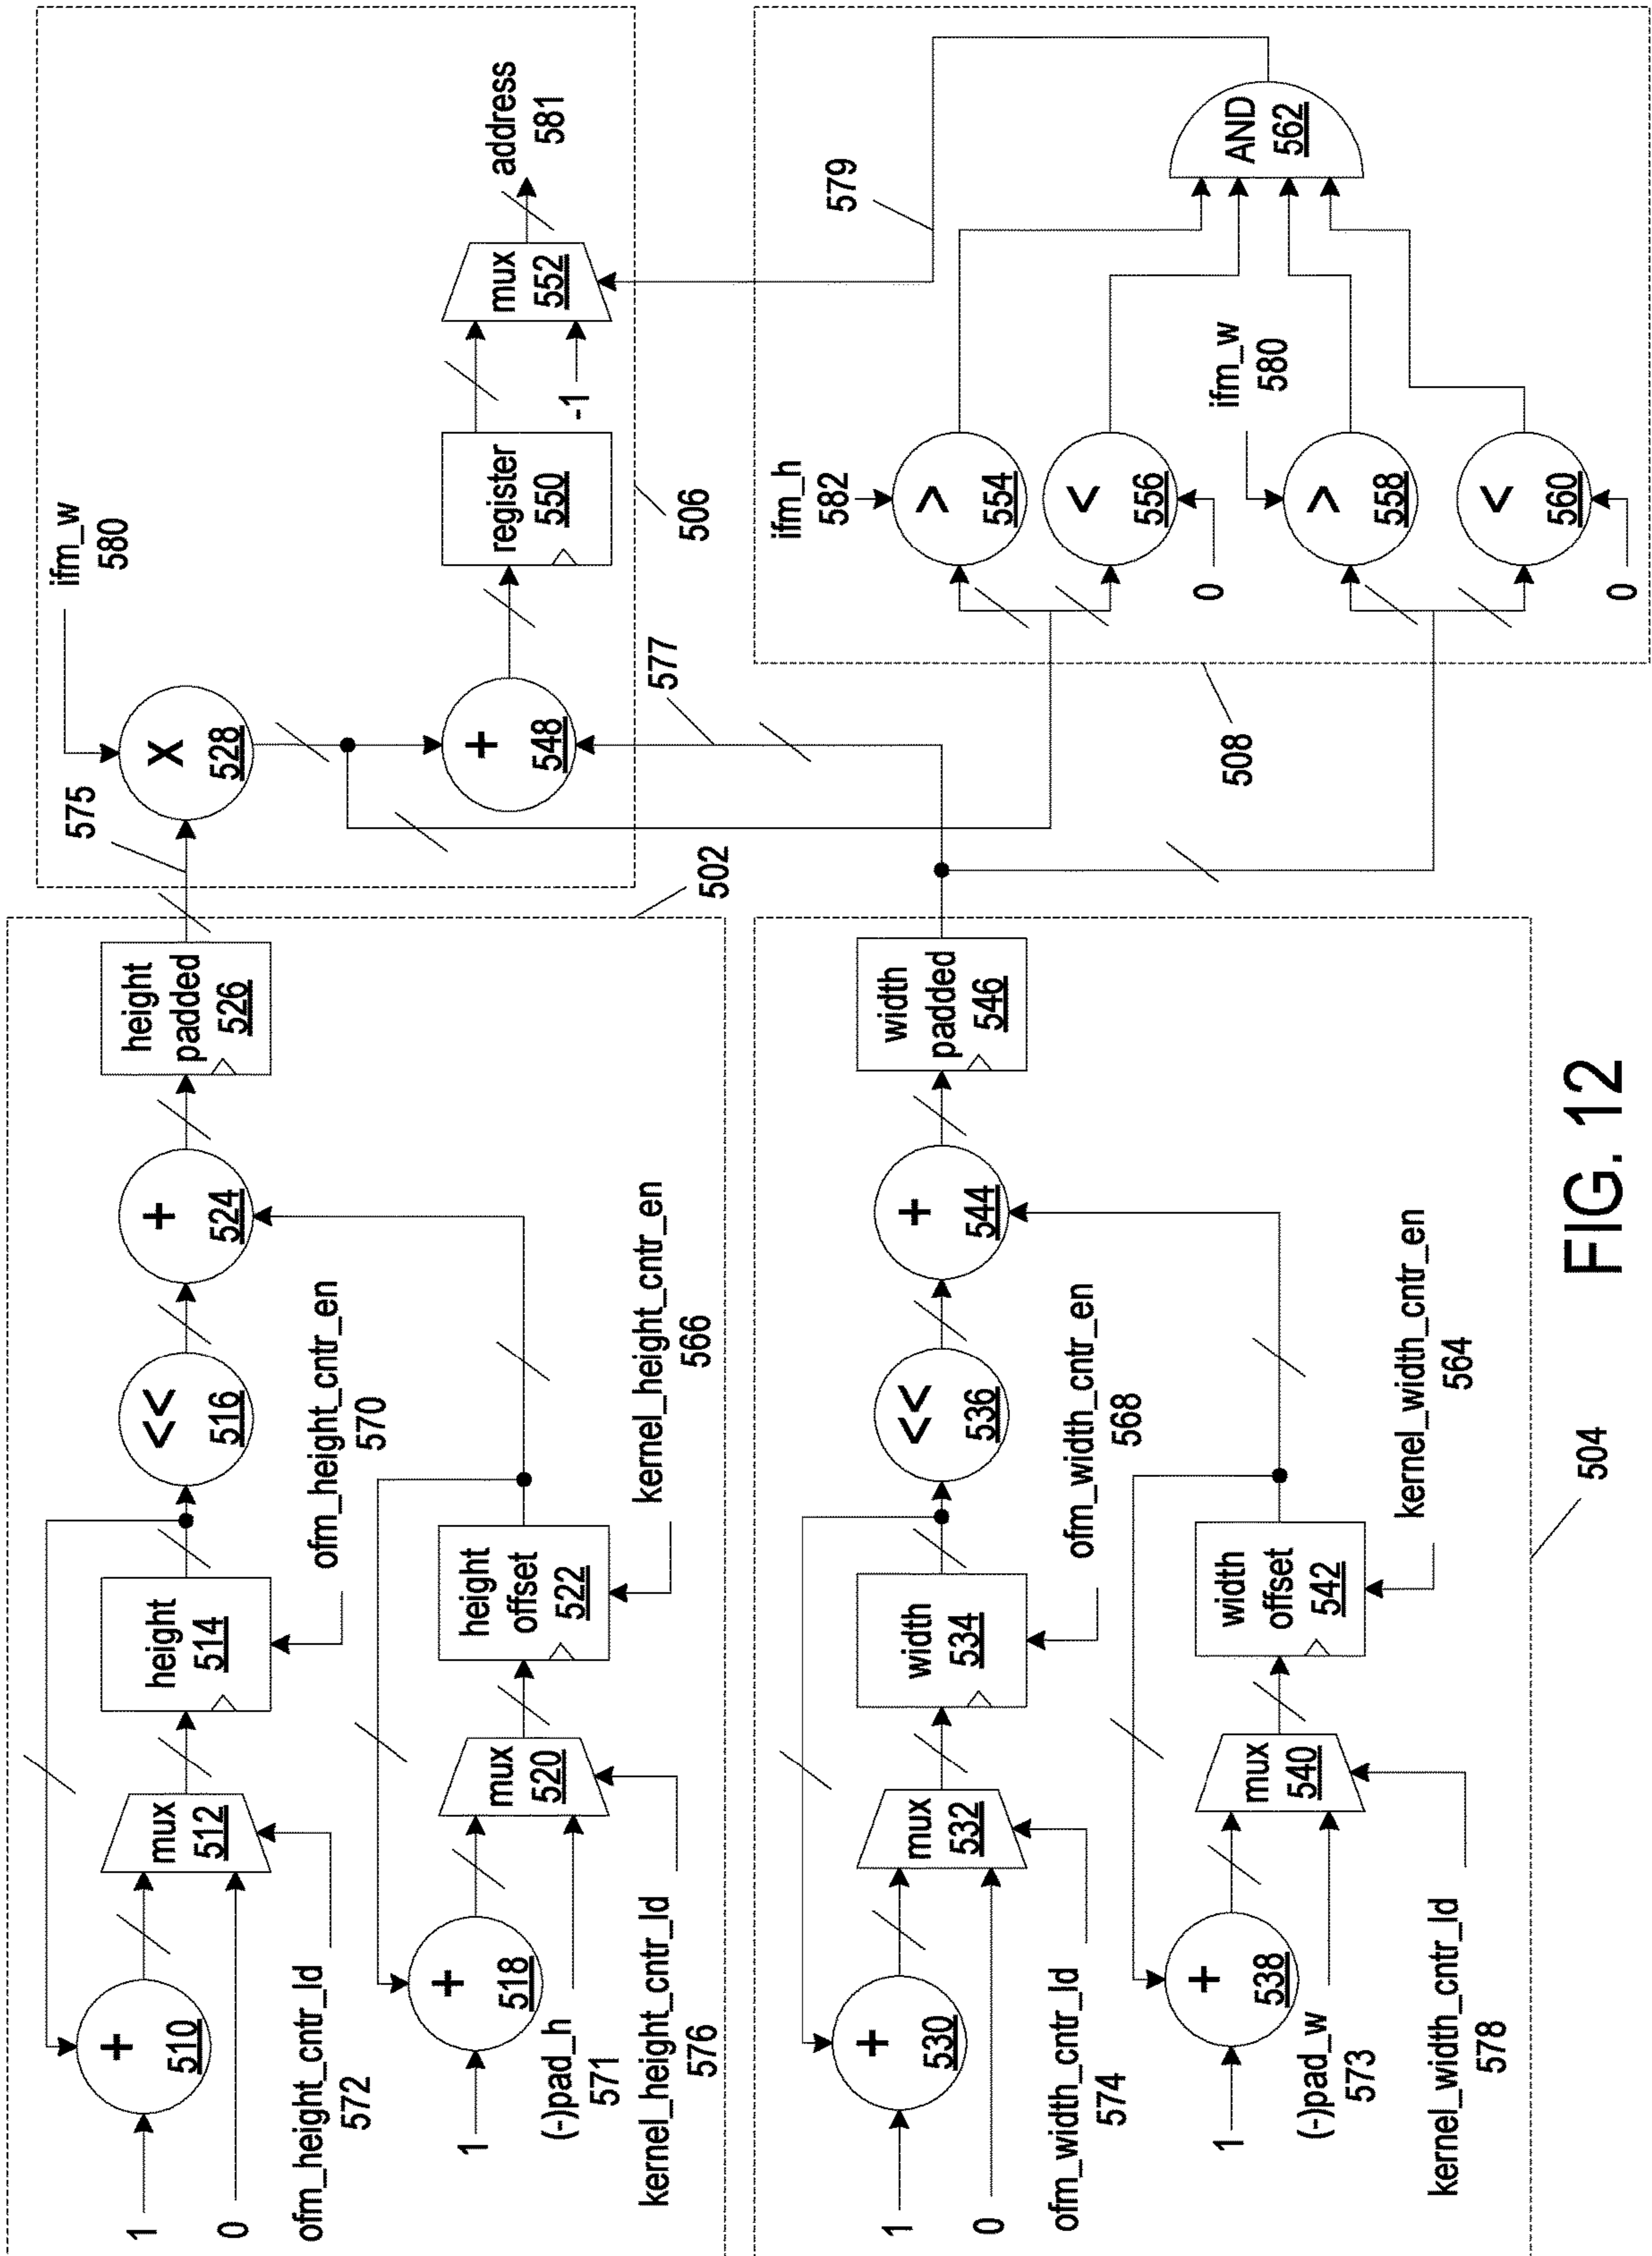 1
+
510
0
mux
512
ofm_height_cntr_ld
572
height
514
ofm_height_cntr_en
570
<<
516
+
524
height
padded
526
1
+
518
(-)pad_h
571
mux
520
kernel_height_cntr_ld
576
height
offset
522
kernel_height_cntr_en
566
502
575
ifm_w
580
X
528
+
548
577
register
550
-1
mux
552
address
581
506
1
+
530
0
mux
532
ofm_width_cntr_ld
574
width
534
ofm_width_cntr_en
568
<<
536
+
544
width
padded
546
1
+
538
(-)pad_w
573
mux
540
kernel_width_cntr_ld
578
width
offset
542
kernel_width_cntr_en
564
504
508
ifm_h
582
>
554
<
556
0
ifm_w
580
>
558
<
560
0
579
AND
562
FIG. 12